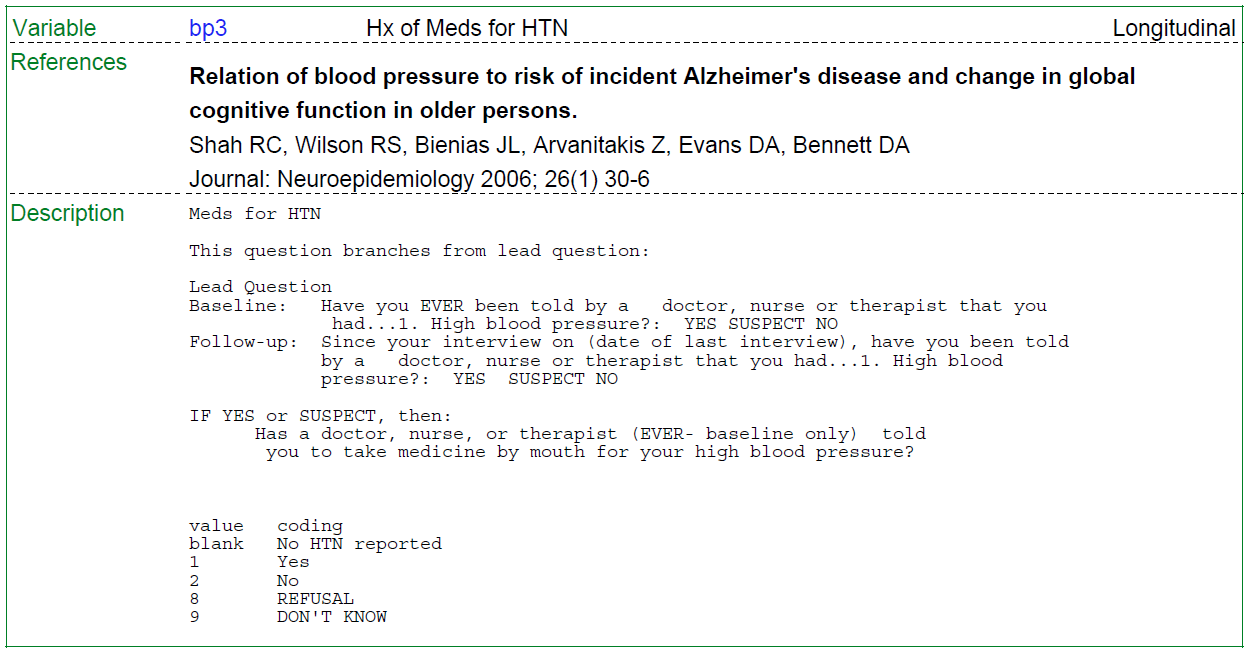 Variable bp3 Hx of Meds for HTN Longitudinal
References
Relation of blood pressure to risk of incident Alzheimer's disease and change in global
cognitive function in older persons.
Shah RC, Wilson RS, Bienias JL, Arvanitakis Z, Evans DA, Bennett DA
Journal: Neuroepidemiology 2006; 26(1) 30-6
Description Meds for HTN
This question branches from lead question:
Lead Question
Baseline: Have you EVER been told by a doctor, nurse or therapist that you
had...1. High blood pressure?: YES SUSPECT NO
Follow-up: Since your interview on (date of last interview), have you been told
by a doctor, nurse or therapist that you had...1. High blood
pressure?: YES SUSPECT NO
IF YES or SUSPECT, then:
Has a doctor, nurse, or therapist (EVER- baseline only) told
you to take medicine by mouth for your high blood pressure?
value coding
blank No HTN reported
1 Yes
2 No
8 REFUSAL
9 DON'T KNOW